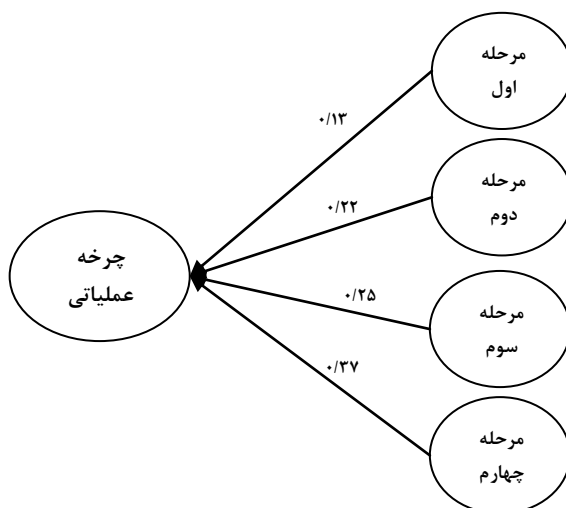 مرحله
اول
۰/۱۳
مرحله
دوم
۰/۲۲
چرخه
عملیاتی
۰/۲۵
مرحله
سوم
۰/۳۷
مرحله
چهارم